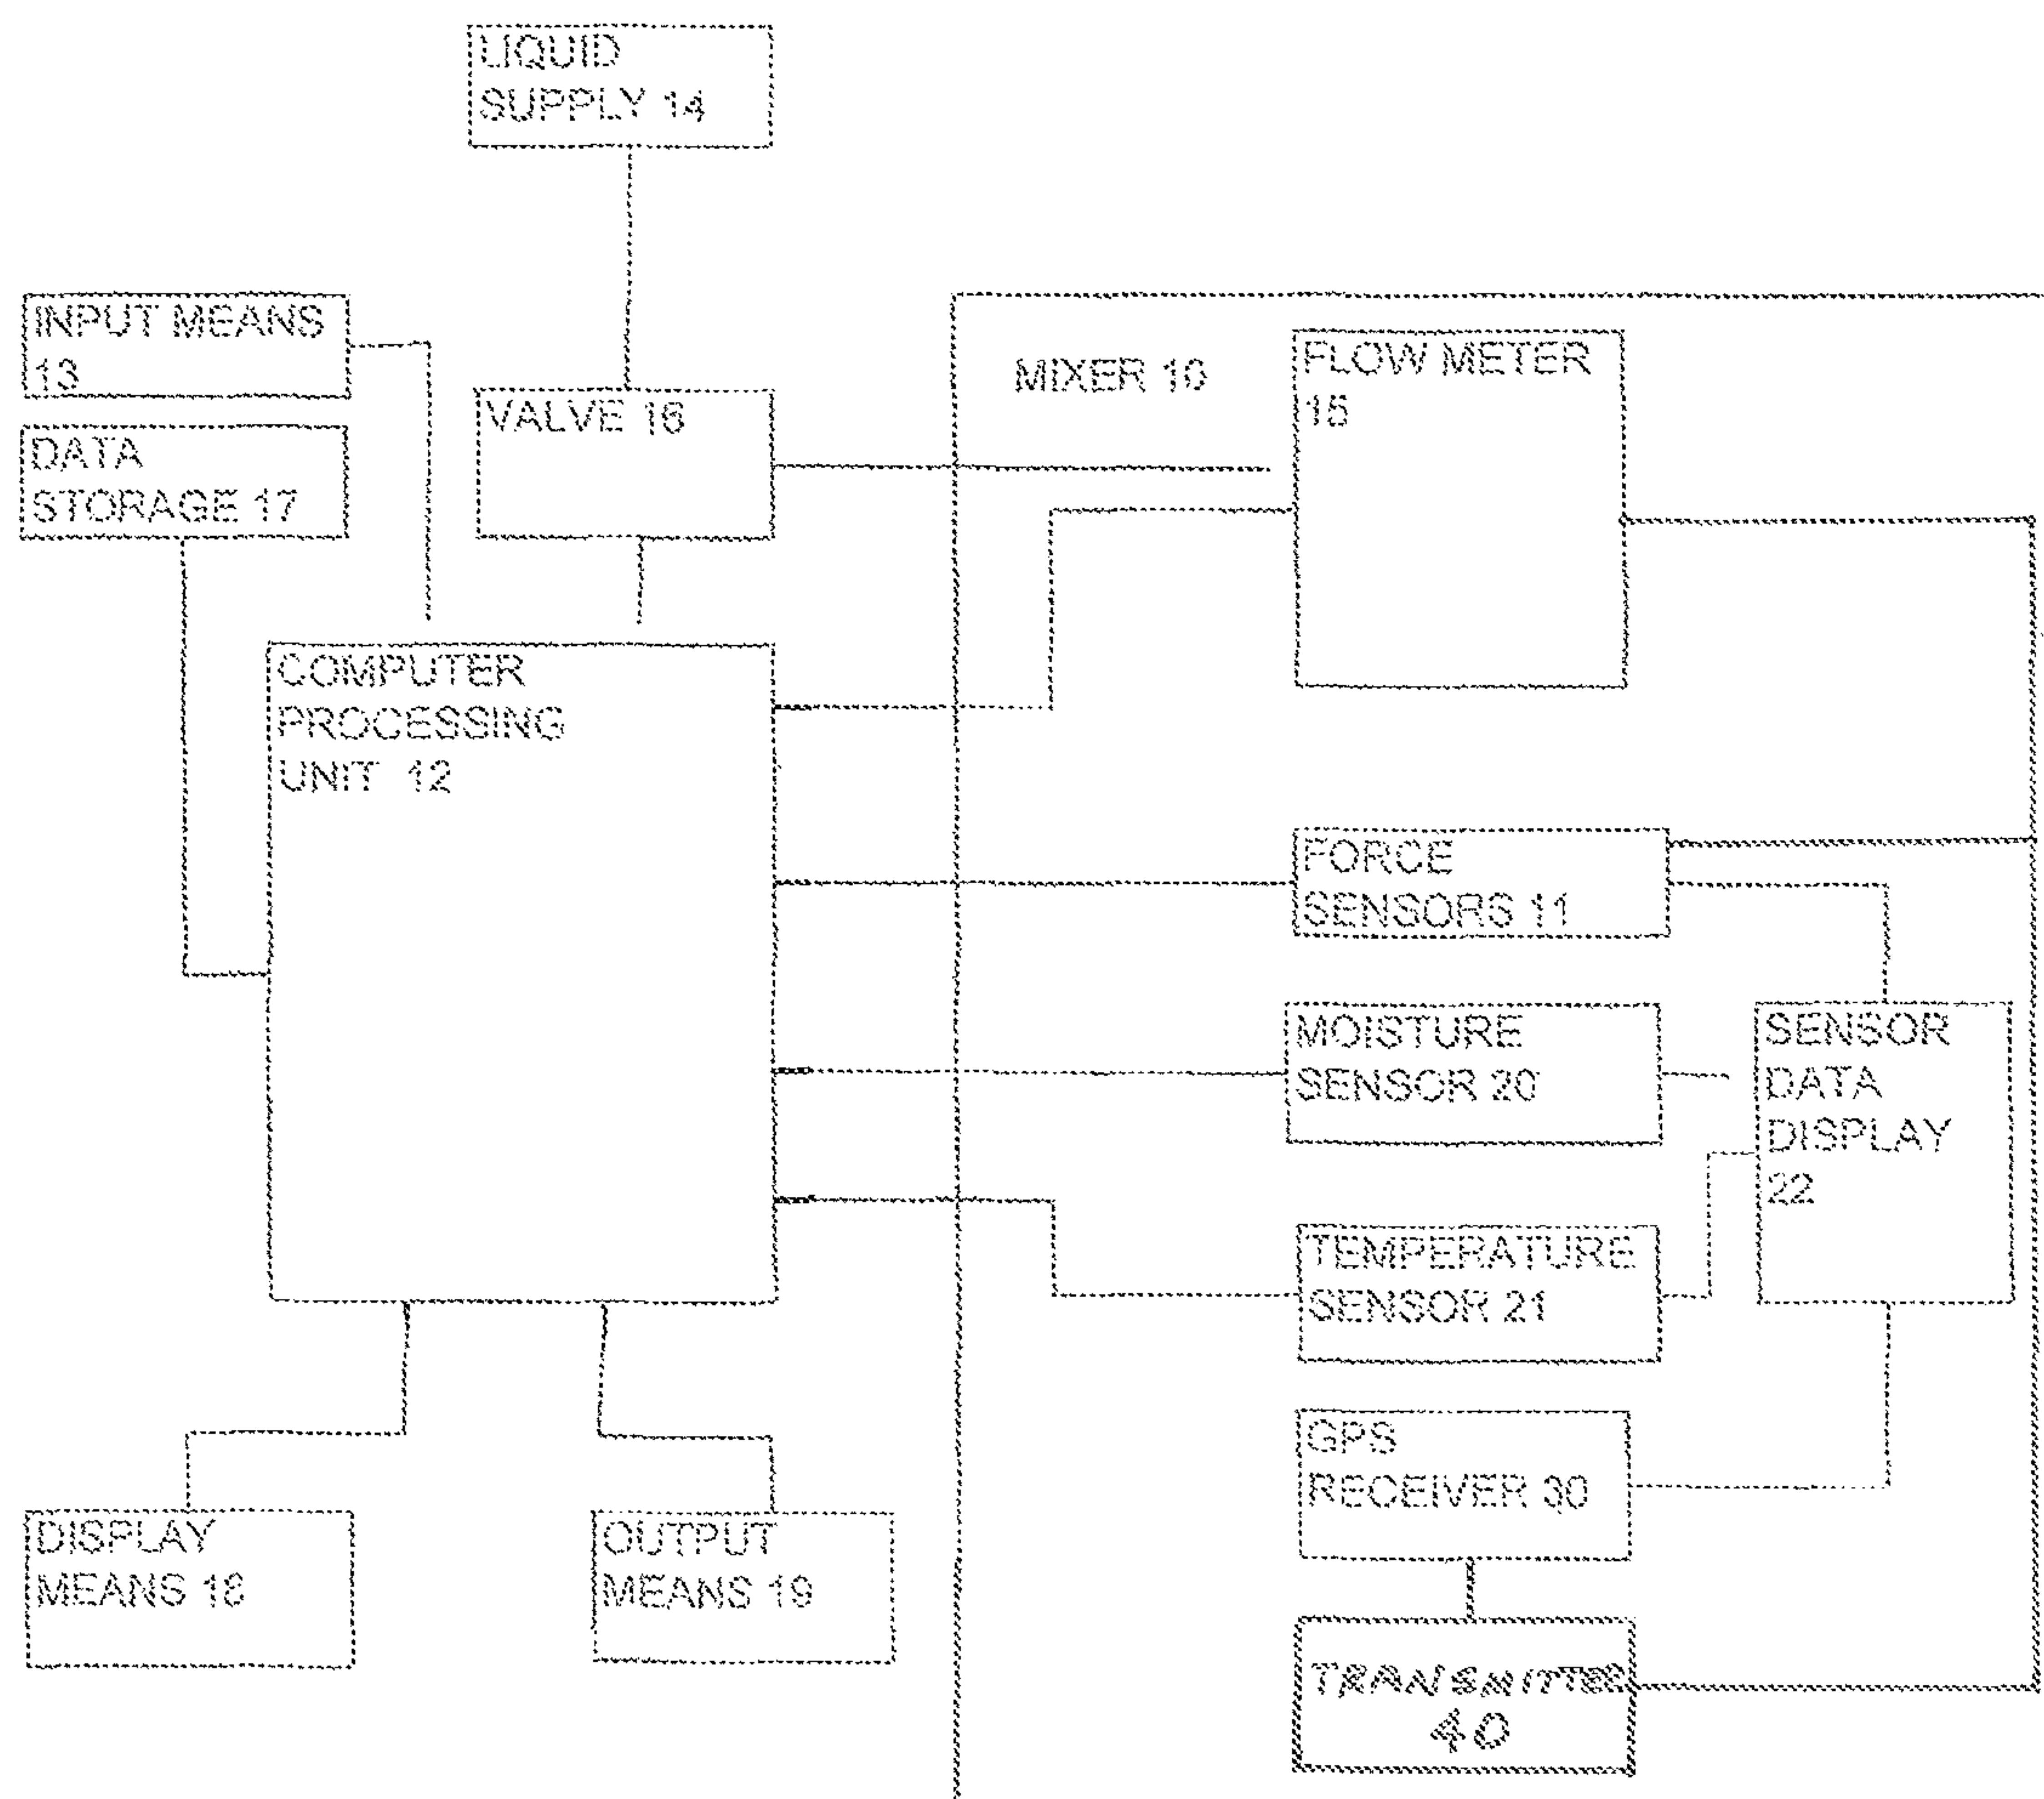 LIQUID
SUPPLY 14
INPUT MEANS
13
DATA
STORAGE 17
VALVE 16
MIXER 10
FLOW METER
15
COMPUTER
PROCESSING
UNIT 12
FORCE
SENSORS 11
MOISTURE
SENSOR 20
SENSOR
DATA
DISPLAY
22
TEMPERATURE
SENSOR 21
GPS
RECEIVER 30
DISPLAY
MEANS 18
OUTPUT
MEANS 19
TRANSMITTER
40